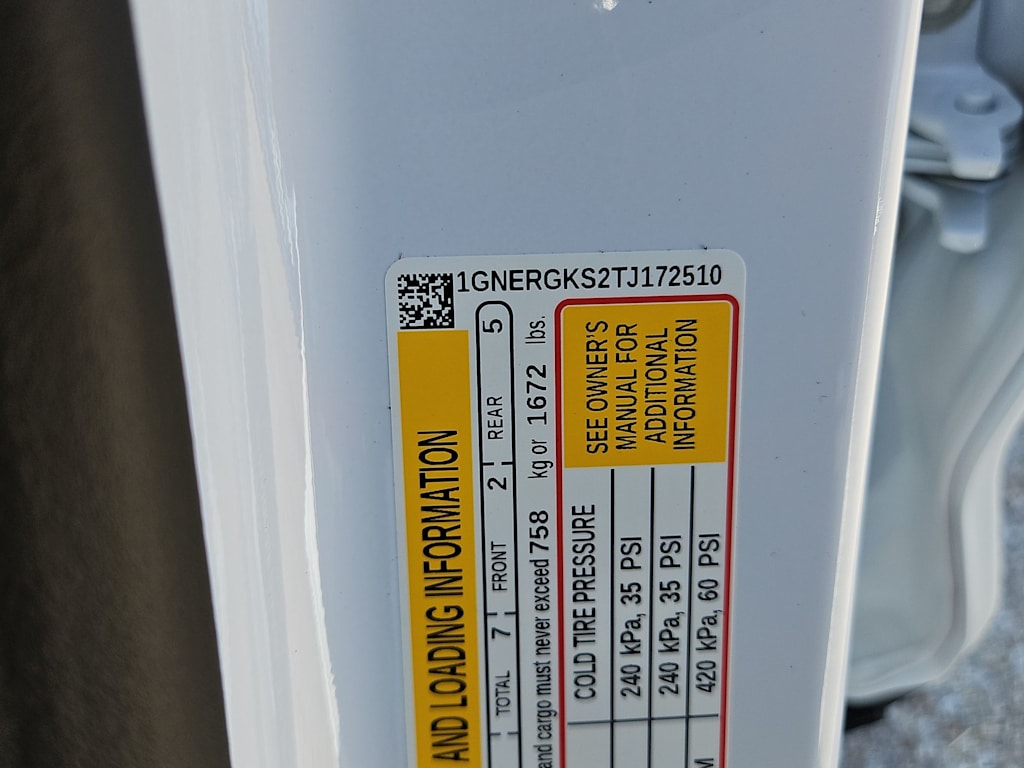 1GNERGKS2TJ172510
AND LOADING INFORMATION
TOTAL 7 FRONT 2 REAR 5
and cargo must never exceed 758 kg or 1672 lbs.
COLD TIRE PRESSURE
240 kPa, 35 PSI
240 kPa, 35 PSI
420 kPa, 60 PSI
SEE OWNER'S
MANUAL FOR
ADDITIONAL
INFORMATION